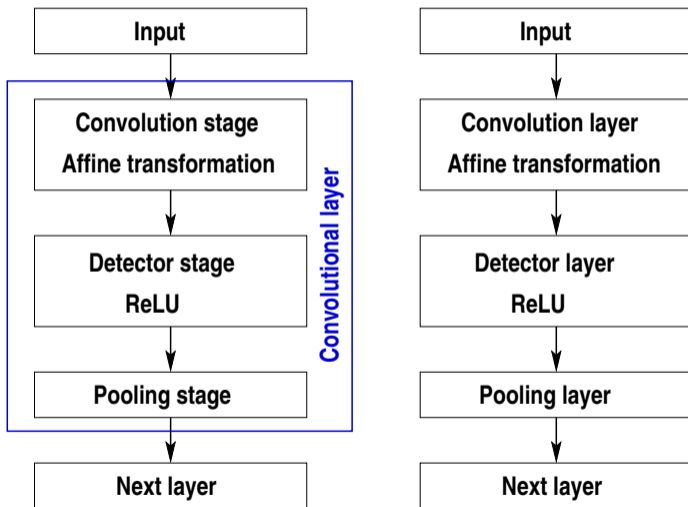 Input
Convolution stage
Affine transformation
Detector stage
ReLU
Pooling stage
Next layer
Convolutional layer
Input
Convolution layer
Affine transformation
Detector layer
ReLU
Pooling layer
Next layer